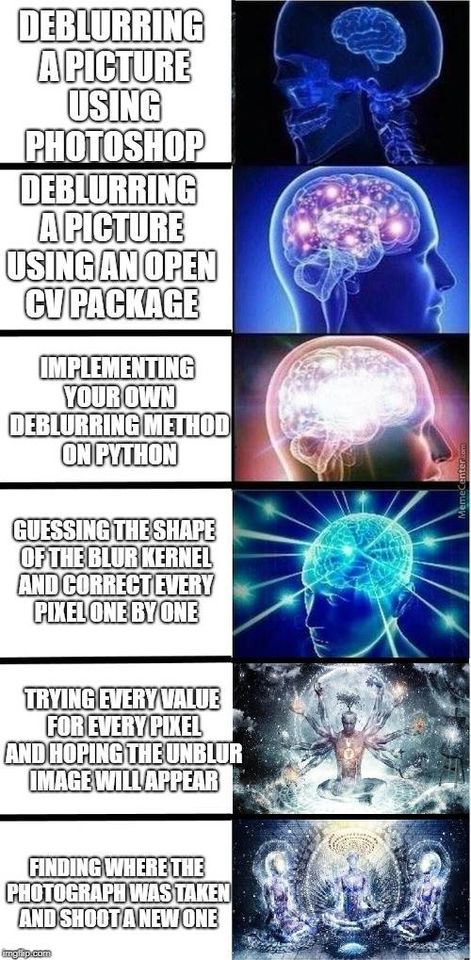 DEBLURRING
A PICTURE
USING
PHOTOSHOP
DEBLURRING
A PICTURE
USING AN OPEN
CV PACKAGE
IMPLEMENTING
YOUR OWN
DEBLURRING METHOD
ON PYTHON
MemeCenter.com
GUESSING THE SHAPE
OF THE BLUR KERNEL
AND CORRECT EVERY
PIXEL ONE BY ONE
TRYING EVERY VALUE
FOR EVERY PIXEL
AND HOPING THE UNBLUR
IMAGE WILL APPEAR
FINDING WHERE THE
PHOTOGRAPH WAS TAKEN
AND SHOOT A NEW ONE
imgflip.com